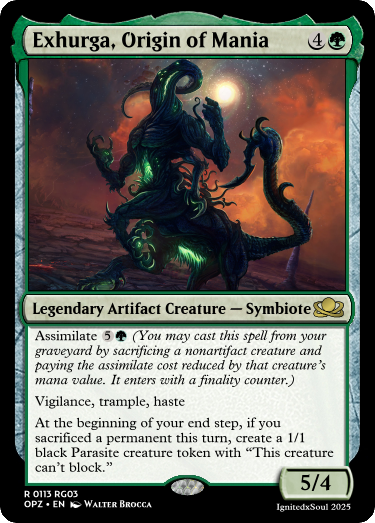 Exhurga, Origin of Mania 4
Legendary Artifact Creature — Symbiote
Assimilate 5 (You may cast this spell from your
graveyard by sacrificing a nonartifact creature and
paying the assimilate cost reduced by that creature's
mana value. It enters with a finality counter.)
Vigilance, trample, haste
At the beginning of your end step, if you
sacrificed a permanent this turn, create a 1/1
black Parasite creature token with “This creature
can't block.”
5/4
R 0113 RG03
OPZ • EN Walter Brocca
IgnitedxSoul 2025